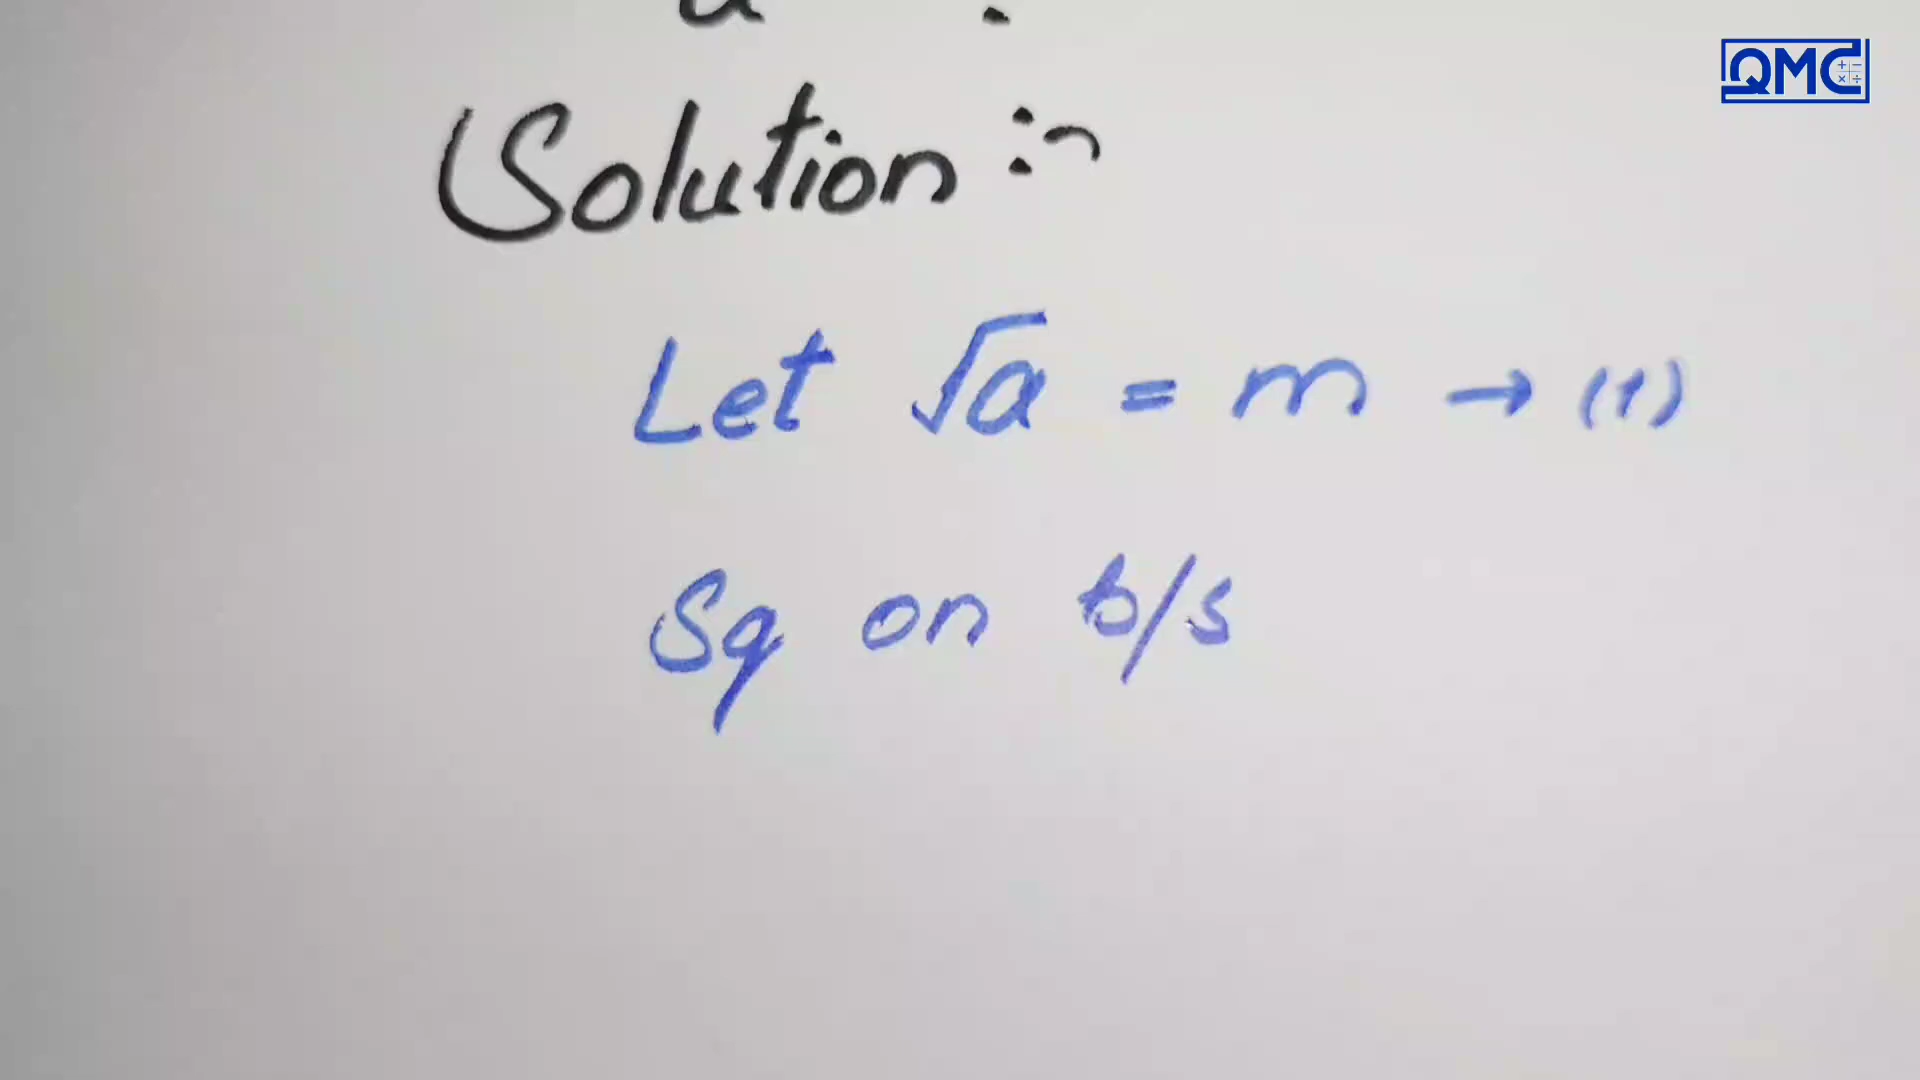 QMC
Solution :-
Let √a = m → (1)
Sq on b/s